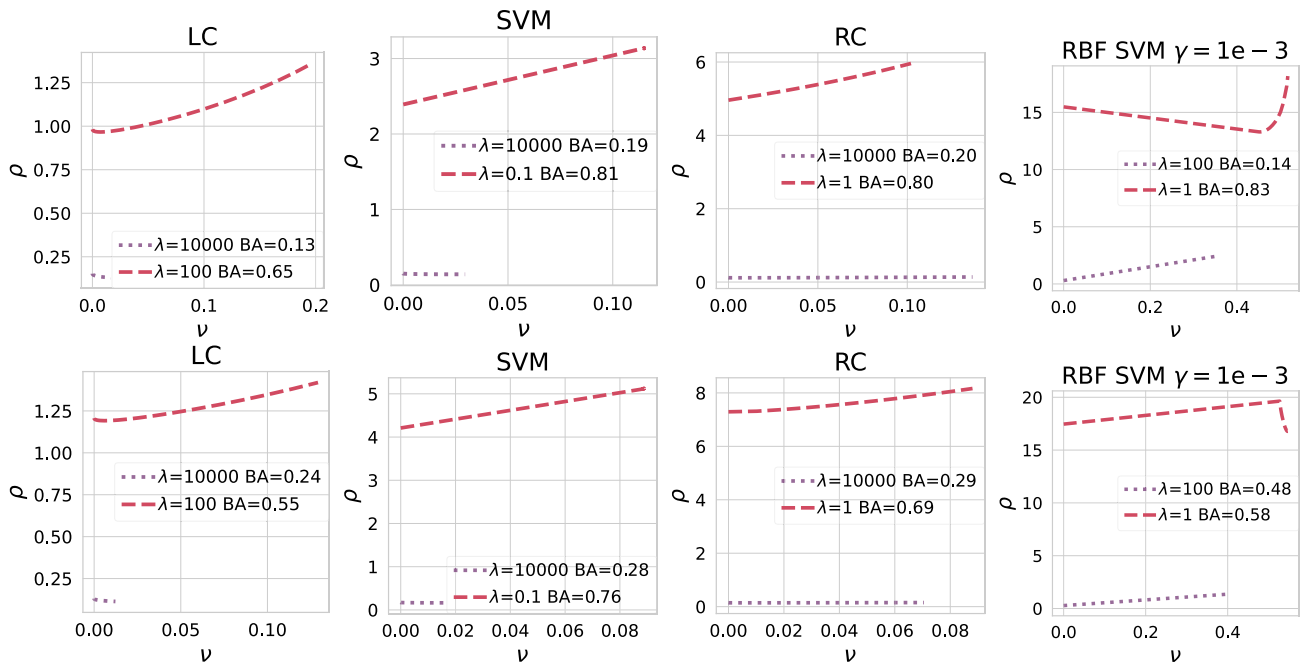 LC
1.25
1.00
0.75
0.50
0.25
ρ
λ=10000 BA=0.13
λ=100 BA=0.65
0.0
0.1
0.2
ν
SVM
3
2
1
0
ρ
λ=10000 BA=0.19
λ=0.1 BA=0.81
0.00
0.05
0.10
ν
RC
6
4
2
0
ρ
λ=10000 BA=0.20
λ=1 BA=0.80
0.00
0.05
0.10
ν
RBF SVM γ = 1e − 3
15
10
5
0
ρ
λ=100 BA=0.14
λ=1 BA=0.83
0.0
0.2
0.4
ν
LC
1.25
1.00
0.75
0.50
0.25
ρ
λ=10000 BA=0.24
λ=100 BA=0.55
0.00
0.05
0.10
ν
SVM
5
4
3
2
1
0
ρ
λ=10000 BA=0.28
λ=0.1 BA=0.76
0.00
0.02
0.04
0.06
0.08
ν
RC
8
6
4
2
0
ρ
λ=10000 BA=0.29
λ=1 BA=0.69
0.00
0.02
0.04
0.06
0.08
ν
RBF SVM γ = 1e − 3
20
15
10
5
0
ρ
λ=100 BA=0.48
λ=1 BA=0.58
0.0
0.2
0.4
ν